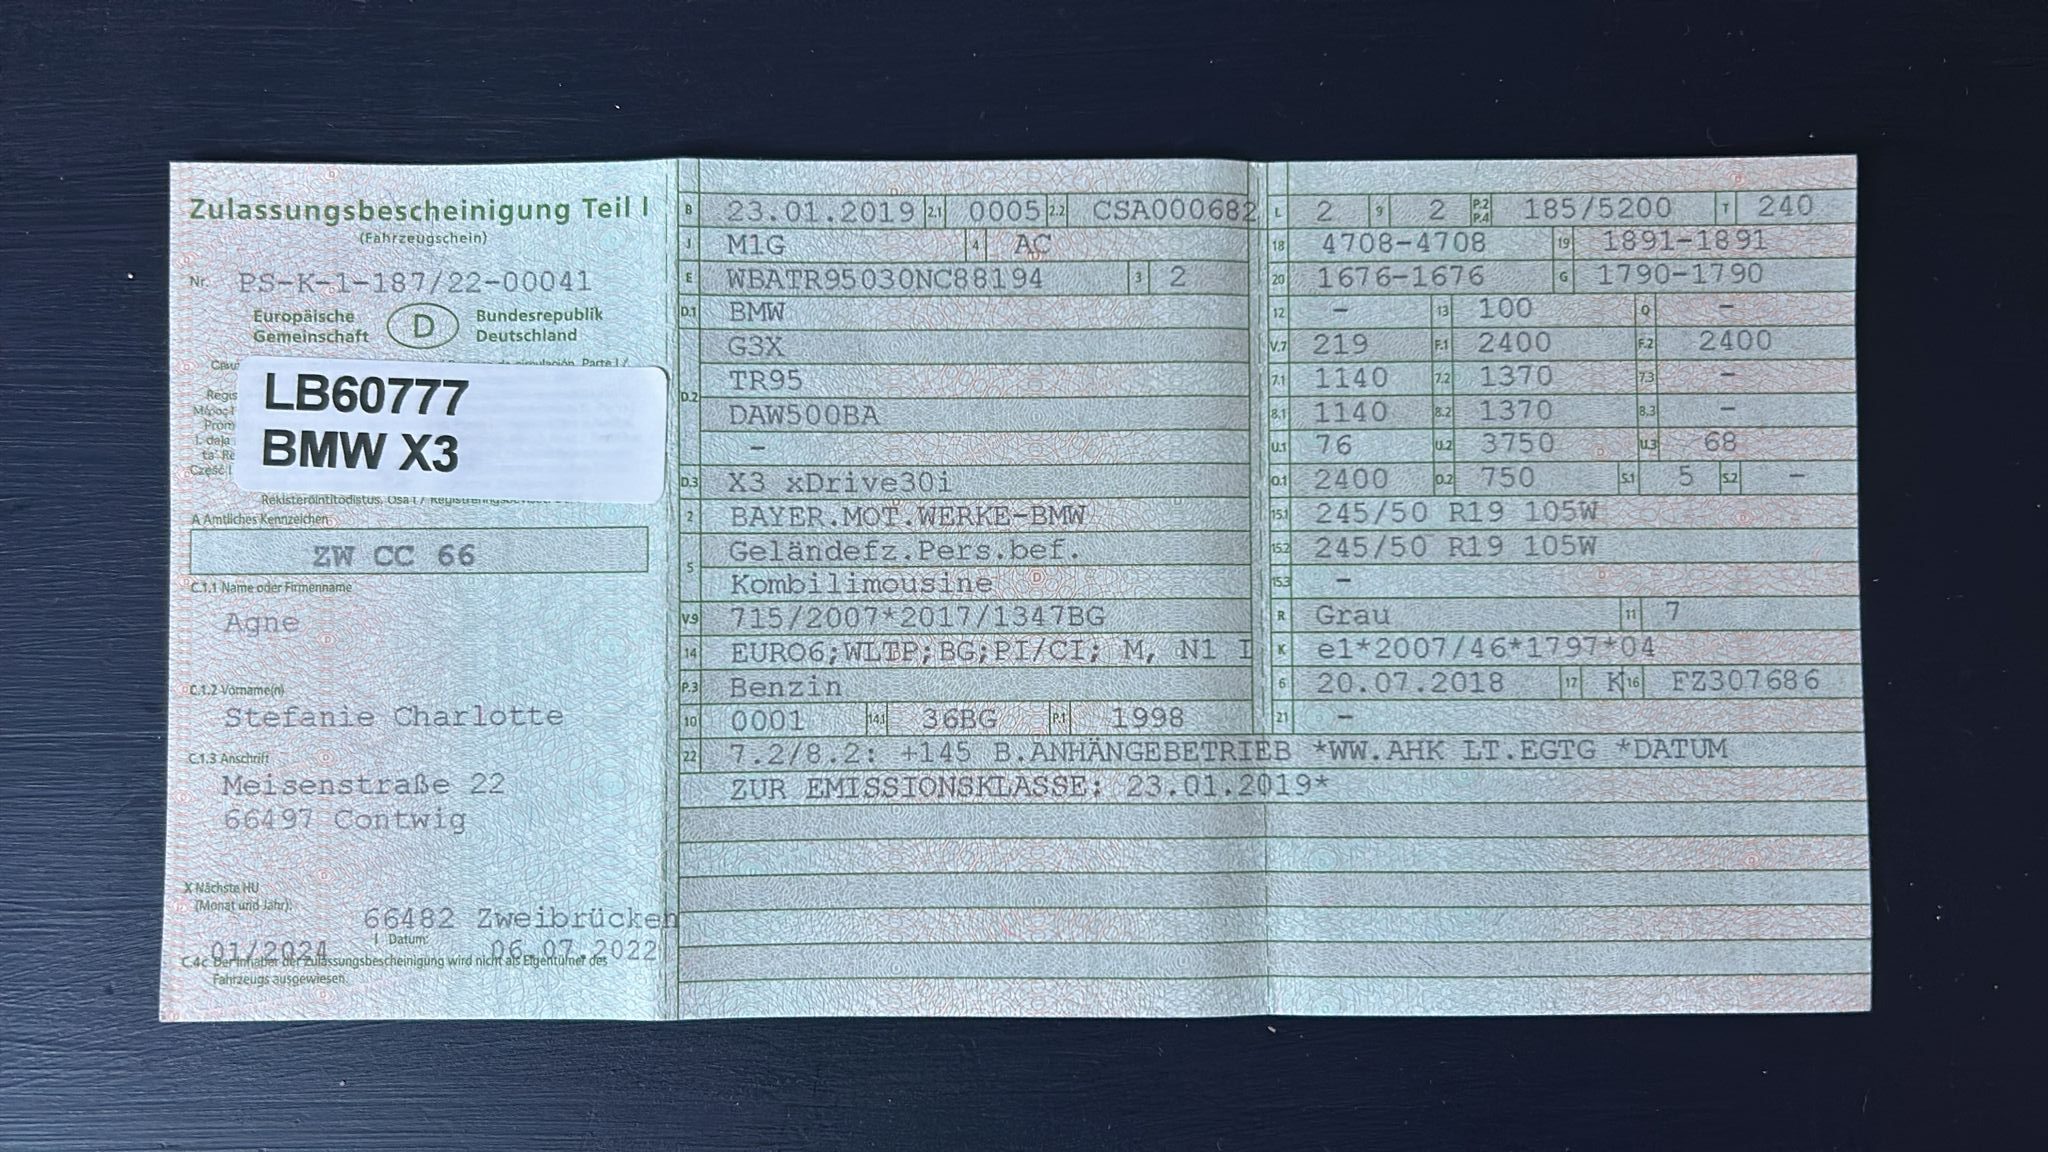 Zulassungsbescheinigung Teil I
(Fahrzeugschein)
Nr. PS-K-1-187/22-00041
Europäische Gemeinschaft
D
Bundesrepublik Deutschland
LB60777
BMW X3
Rekisteröintitodistus, Osa I /
A Amtliches Kennzeichen
ZW CC 66
C.1.1 Name oder Firmenname
Agne
C.1.2 Vorname(n)
Stefanie Charlotte
C.1.3 Anschrift
Meisenstraße 22
66497 Contwig
X Nächste HU
(Monat und Jahr):
66482 Zweibrücken
Datum:
01/2024 06.07.2022
C.4c Der Inhaber der Zulassungsbescheinigung wird nicht als Eigentümer des
Fahrzeugs ausgewiesen.
B 23.01.2019 2.1 0005 2.2 CSA000682
J M1G 4 AC
E WBATR95030NC88194 3 2
D.1 BMW
G3X
D.2 TR95
DAW500BA
–
D.3 X3 xDrive30i
2 BAYER.MOT.WERKE-BMW
5 Geländefz.Pers.bef.
Kombilimousine
V.9 715/2007*2017/1347BG
14 EURO6;WLTP;BG;PI/CI; M, N1 I
P.3 Benzin
10 0001 14.1 36BG P.1 1998
L 2 9 2 P.2 P.4 185/5200 T 240
18 4708-4708 19 1891-1891
20 1676-1676 G 1790-1790
12 – 13 100 Q –
V.7 219 F.1 2400 F.2 2400
7.1 1140 7.2 1370 7.3 –
8.1 1140 8.2 1370 8.3 –
U.1 76 U.2 3750 U.3 68
O.1 2400 O.2 750 S.1 5 S.2 –
15.1 245/50 R19 105W
15.2 245/50 R19 105W
15.3 –
R Grau 11 7
K e1*2007/46*1797*04
6 20.07.2018 17 K 16 FZ307686
21 –
22 7.2/8.2: +145 B.ANHÄNGEBETRIEB *WW.AHK LT.EGTG *DATUM
ZUR EMISSIONSKLASSE: 23.01.2019*